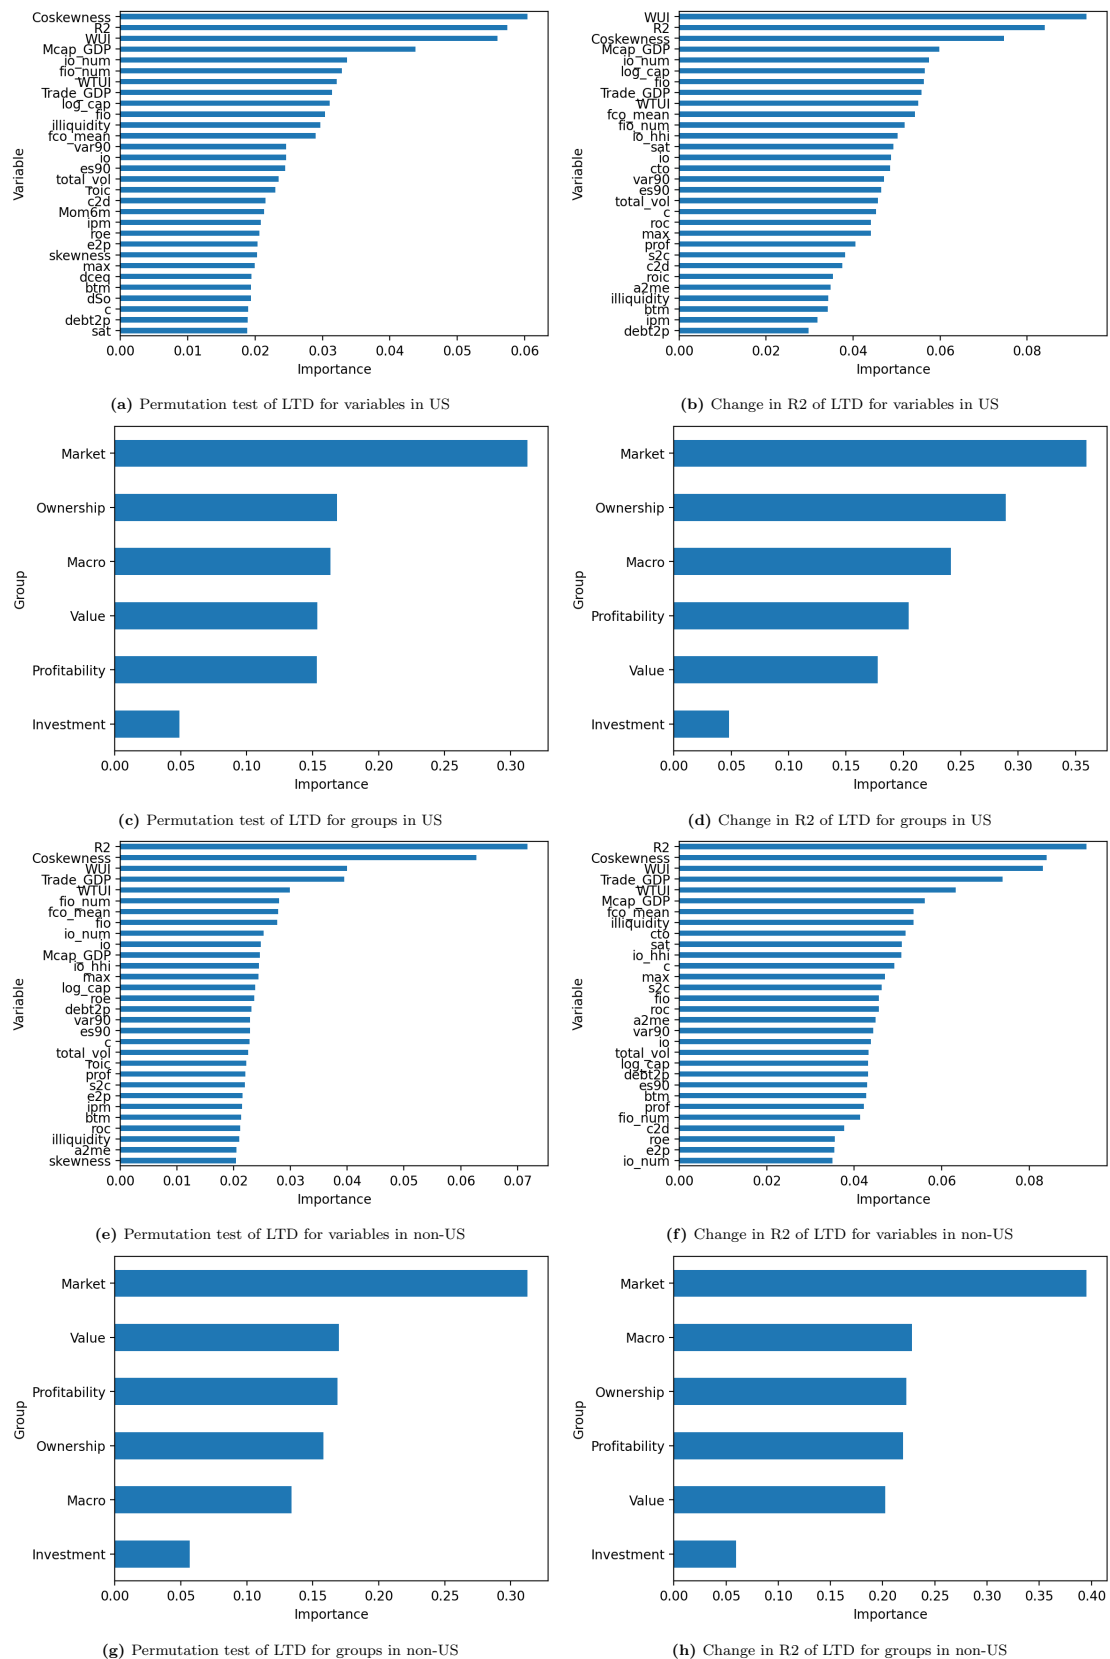 Coskewness
R2
WUI
Mcap_GDP
io_num
fio_num
WTUI
Trade_GDP
log_cap
fio
illiquidity
fco_mean
var90
io
es90
total_vol
roic
c2d
Mom6m
ipm
roe
e2p
skewness
max
dceq
btm
dSo
c
debt2p
sat
Variable
0.00 0.01 0.02 0.03 0.04 0.05 0.06
Importance
(a) Permutation test of LTD for variables in US
WUI
R2
Coskewness
Mcap_GDP
io_num
log_cap
fio
Trade_GDP
WTUI
fco_mean
fio_num
io_hhi
sat
io
cto
var90
es90
total_vol
c
roc
max
prof
s2c
c2d
roic
a2me
illiquidity
btm
ipm
debt2p
Variable
0.00 0.02 0.04 0.06 0.08
Importance
(b) Change in R2 of LTD for variables in US
Market
Ownership
Macro
Value
Profitability
Investment
Group
0.00 0.05 0.10 0.15 0.20 0.25 0.30
Importance
(c) Permutation test of LTD for groups in US
Market
Ownership
Macro
Profitability
Value
Investment
Group
0.00 0.05 0.10 0.15 0.20 0.25 0.30 0.35
Importance
(d) Change in R2 of LTD for groups in US
R2
Coskewness
WUI
Trade_GDP
WTUI
fio_num
fco_mean
fio
io_num
io
Mcap_GDP
io_hhi
max
log_cap
roe
debt2p
var90
es90
c
total_vol
roic
prof
s2c
e2p
ipm
btm
roc
illiquidity
a2me
skewness
Variable
0.00 0.01 0.02 0.03 0.04 0.05 0.06 0.07
Importance
(e) Permutation test of LTD for variables in non-US
R2
Coskewness
WUI
Trade_GDP
WTUI
Mcap_GDP
fco_mean
illiquidity
cto
sat
io_hhi
c
max
s2c
fio
roc
a2me
var90
io
total_vol
log_cap
debt2p
es90
btm
prof
fio_num
c2d
roe
e2p
io_num
Variable
0.00 0.02 0.04 0.06 0.08
Importance
(f) Change in R2 of LTD for variables in non-US
Market
Value
Profitability
Ownership
Macro
Investment
Group
0.00 0.05 0.10 0.15 0.20 0.25 0.30
Importance
(g) Permutation test of LTD for groups in non-US
Market
Macro
Ownership
Profitability
Value
Investment
Group
0.00 0.05 0.10 0.15 0.20 0.25 0.30 0.35 0.40
Importance
(h) Change in R2 of LTD for groups in non-US